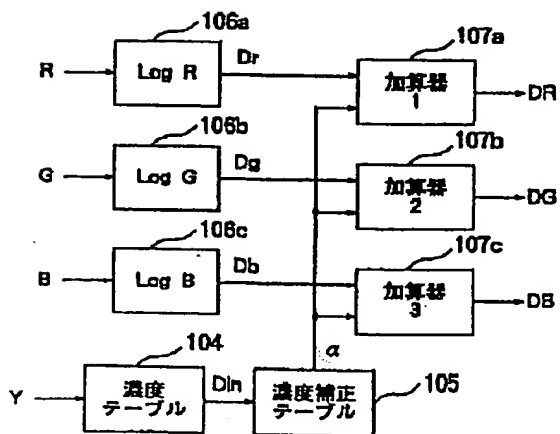 106a
107a
R
Log R
Dr
加算器
1
DR
106b
107b
G
Log G
Dg
加算器
2
DG
106c
107c
B
Log B
Db
加算器
3
DB
104
α
Y
濃度
テーブル
Din
濃度補正
テーブル
105